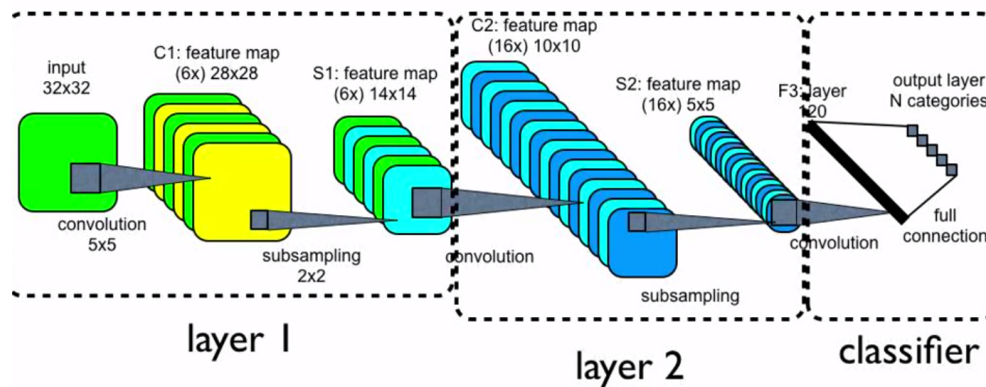 input
32x32
C1: feature map
(6x) 28x28
S1: feature map
(6x) 14x14
convolution
5x5
subsampling
2x2
layer 1
C2: feature map
(16x) 10x10
S2: feature map
(16x) 5x5
convolution
subsampling
layer 2
F3: layer
120
output layer
N categories
convolution
full
connection
classifier